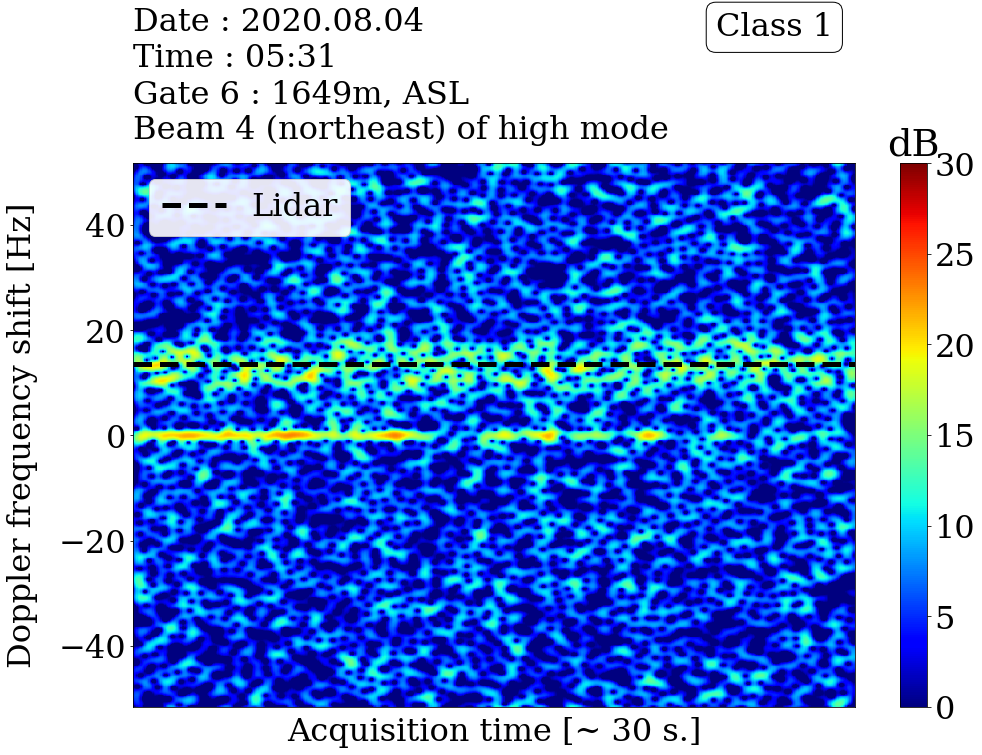 Date : 2020.08.04
Time : 05:31
Gate 6 : 1649m, ASL
Beam 4 (northeast) of high mode
Class 1
dB
Lidar
Doppler frequency shift [Hz]
40
20
0
−20
−40
30
25
20
15
10
5
0
Acquisition time [~ 30 s.]